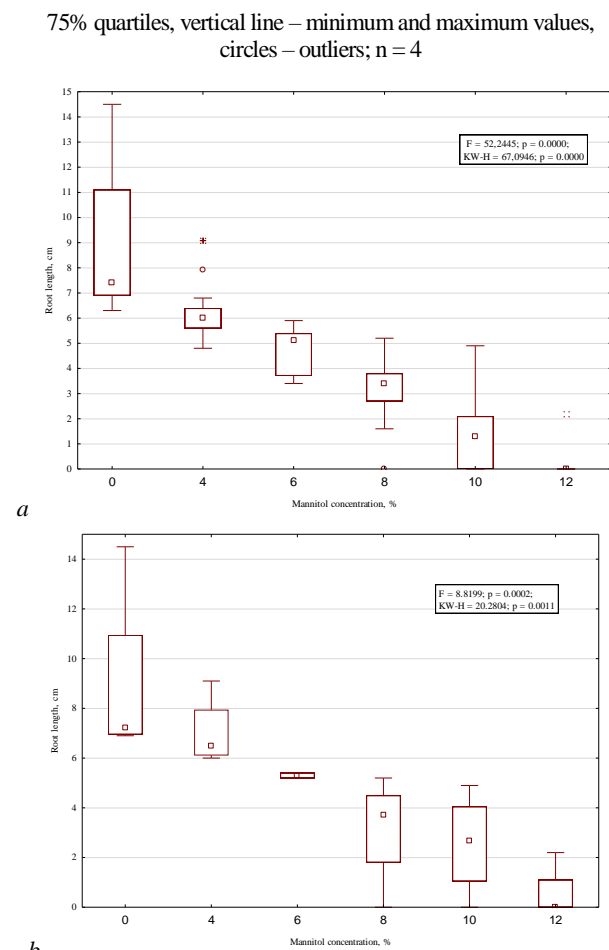 75% quartiles, vertical line – minimum and maximum values,
circles – outliers; n = 4
15
14
13
12
11
10
9
8
7
6
5
4
3
2
1
0
Root length, cm
F = 52,2445; p = 0.0000;
KW-H = 67,0946; p = 0.0000
0 4 6 8 10 12
Mannitol concentration, %
a
14
12
10
8
6
4
2
0
Root length, cm
F = 8.8199; p = 0.0002;
KW-H = 20.2804; p = 0.0011
0 4 6 8 10 12
Mannitol concentration, %
b